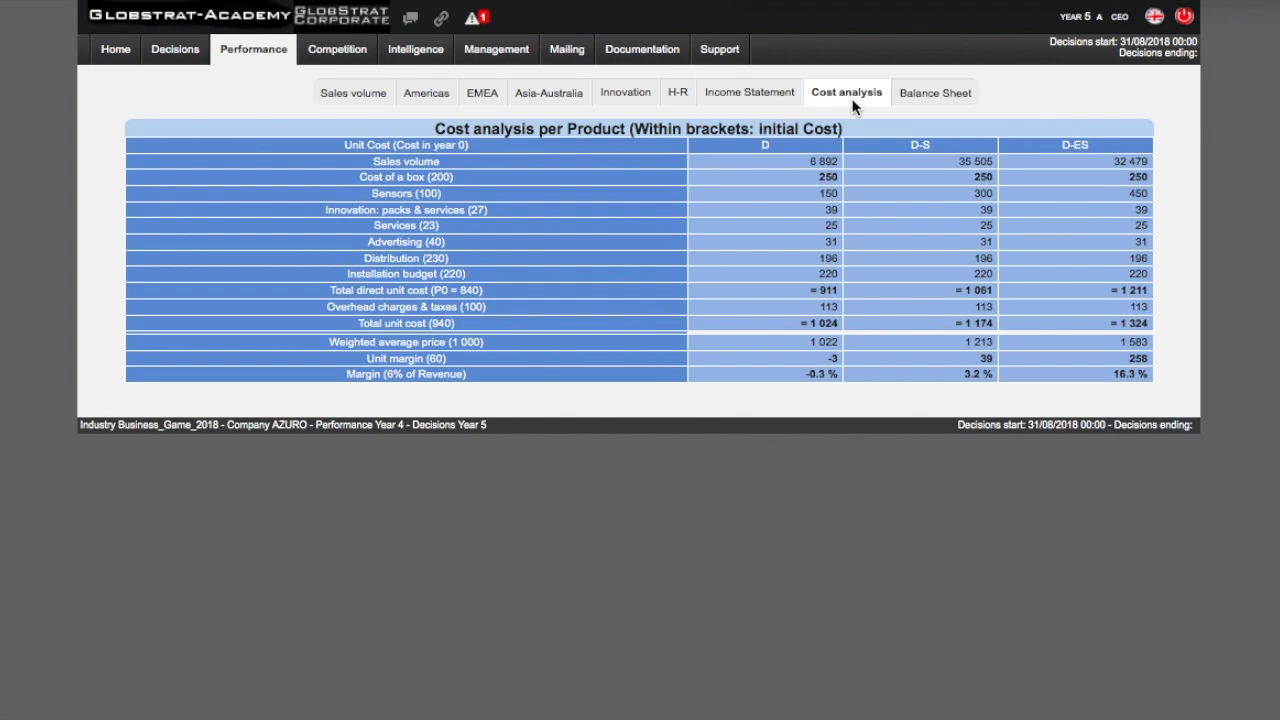 GLOBSTRAT-ACADEMY GLOBSTRAT CORPORATE 1 YEAR 5 A CEO
Home Decisions Performance Competition Intelligence Management Mailing Documentation Support Decisions start: 31/08/2018 00:00
Decisions ending:
Sales volume Americas EMEA Asia-Australia Innovation H-R Income Statement Cost analysis Balance Sheet
Cost analysis per Product (Within brackets: initial Cost)
Unit Cost (Cost in year 0) D D-S D-ES
Sales volume 6 892 35 505 32 479
Cost of a box (200) 250 250 250
Sensors (100) 150 300 450
Innovation: packs & services (27) 39 39 39
Services (23) 25 25 25
Advertising (40) 31 31 31
Distribution (230) 196 196 196
Installation budget (220) 220 220 220
Total direct unit cost (P0 = 840) = 911 = 1 061 = 1 211
Overhead charges & taxes (100) 113 113 113
Total unit cost (940) = 1 024 = 1 174 = 1 324
Weighted average price (1 000) 1 022 1 213 1 583
Unit margin (60) -3 39 258
Margin (6% of Revenue) -0.3 % 3.2 % 16.3 %
Industry Business_Game_2018 - Company AZURO - Performance Year 4 - Decisions Year 5 Decisions start: 31/08/2018 00:00 - Decisions ending: